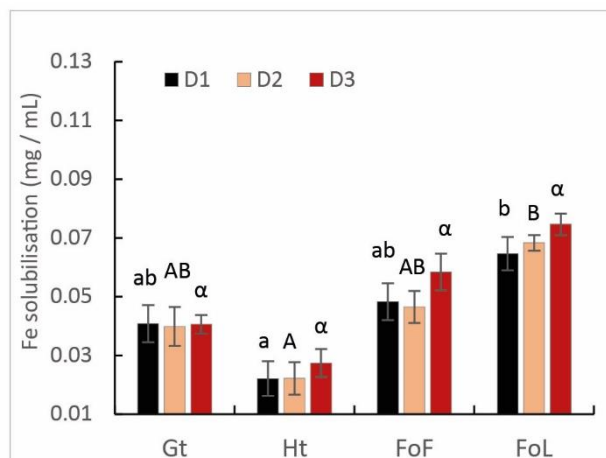 Fe solubilisation (mg / mL)
0.13
0.11
0.09
0.07
0.05
0.03
0.01
D1 D2 D3
ab AB α
a A α
ab AB α
b B α
Gt Ht FoF FoL